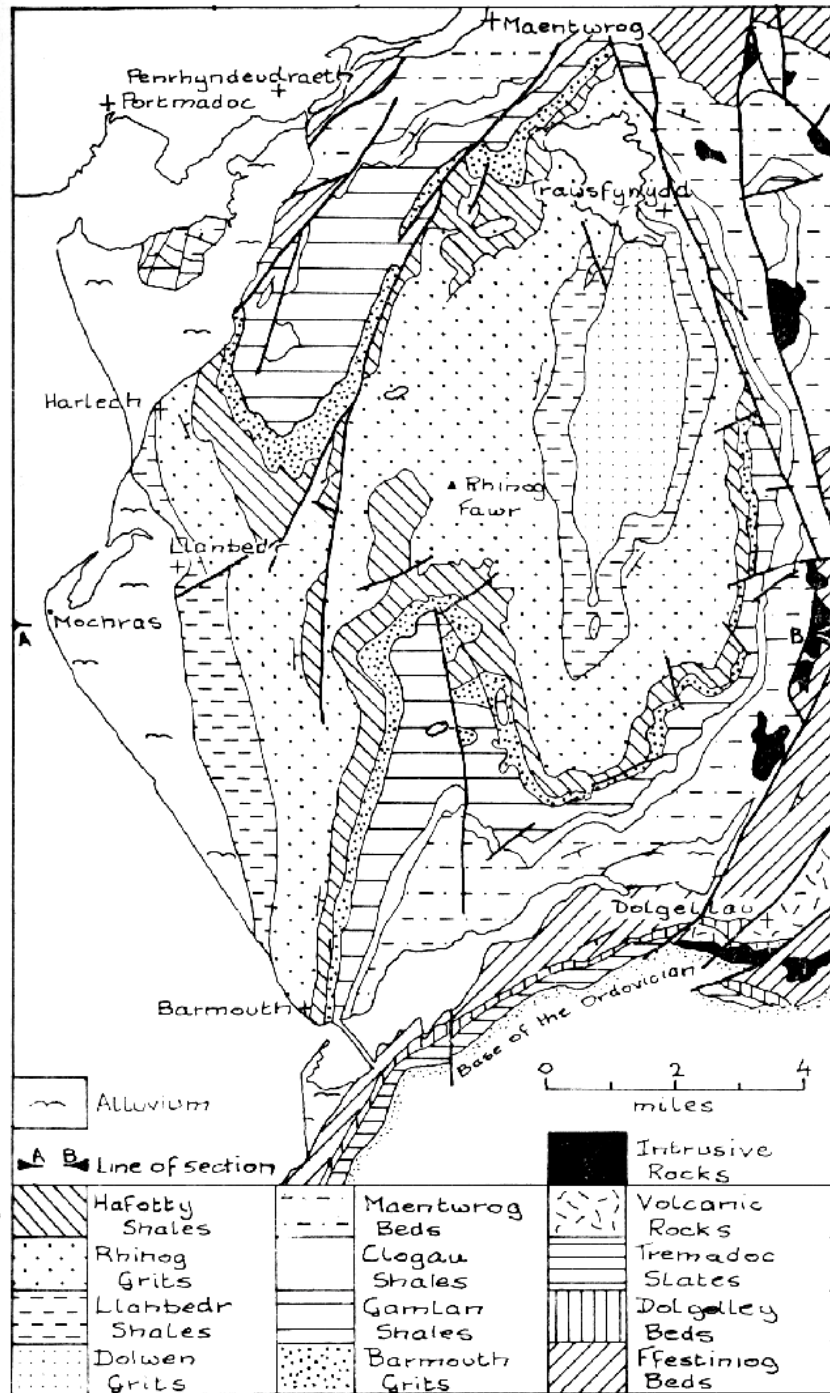 Maentwrog
Penrhyndeudraeth
Portmadoc
Trawsfynydd
Harlech
Rhinog
Fawr
Llanbedr
Mochras
A
B
Dolgellau
Barmouth
Base of the Ordovician
0 2 4
miles
Alluvium
A B Line of section
Intrusive
Rocks
Hafotty
Shales
Rhinog
Grits
Llanbedr
Shales
Dolwen
Grits
Maentwrog
Beds
Clogau
Shales
Gamlan
Shales
Barmouth
Grits
Volcanic
Rocks
Tremadoc
Slates
Dolgelley
Beds
Ffestiniog
Beds